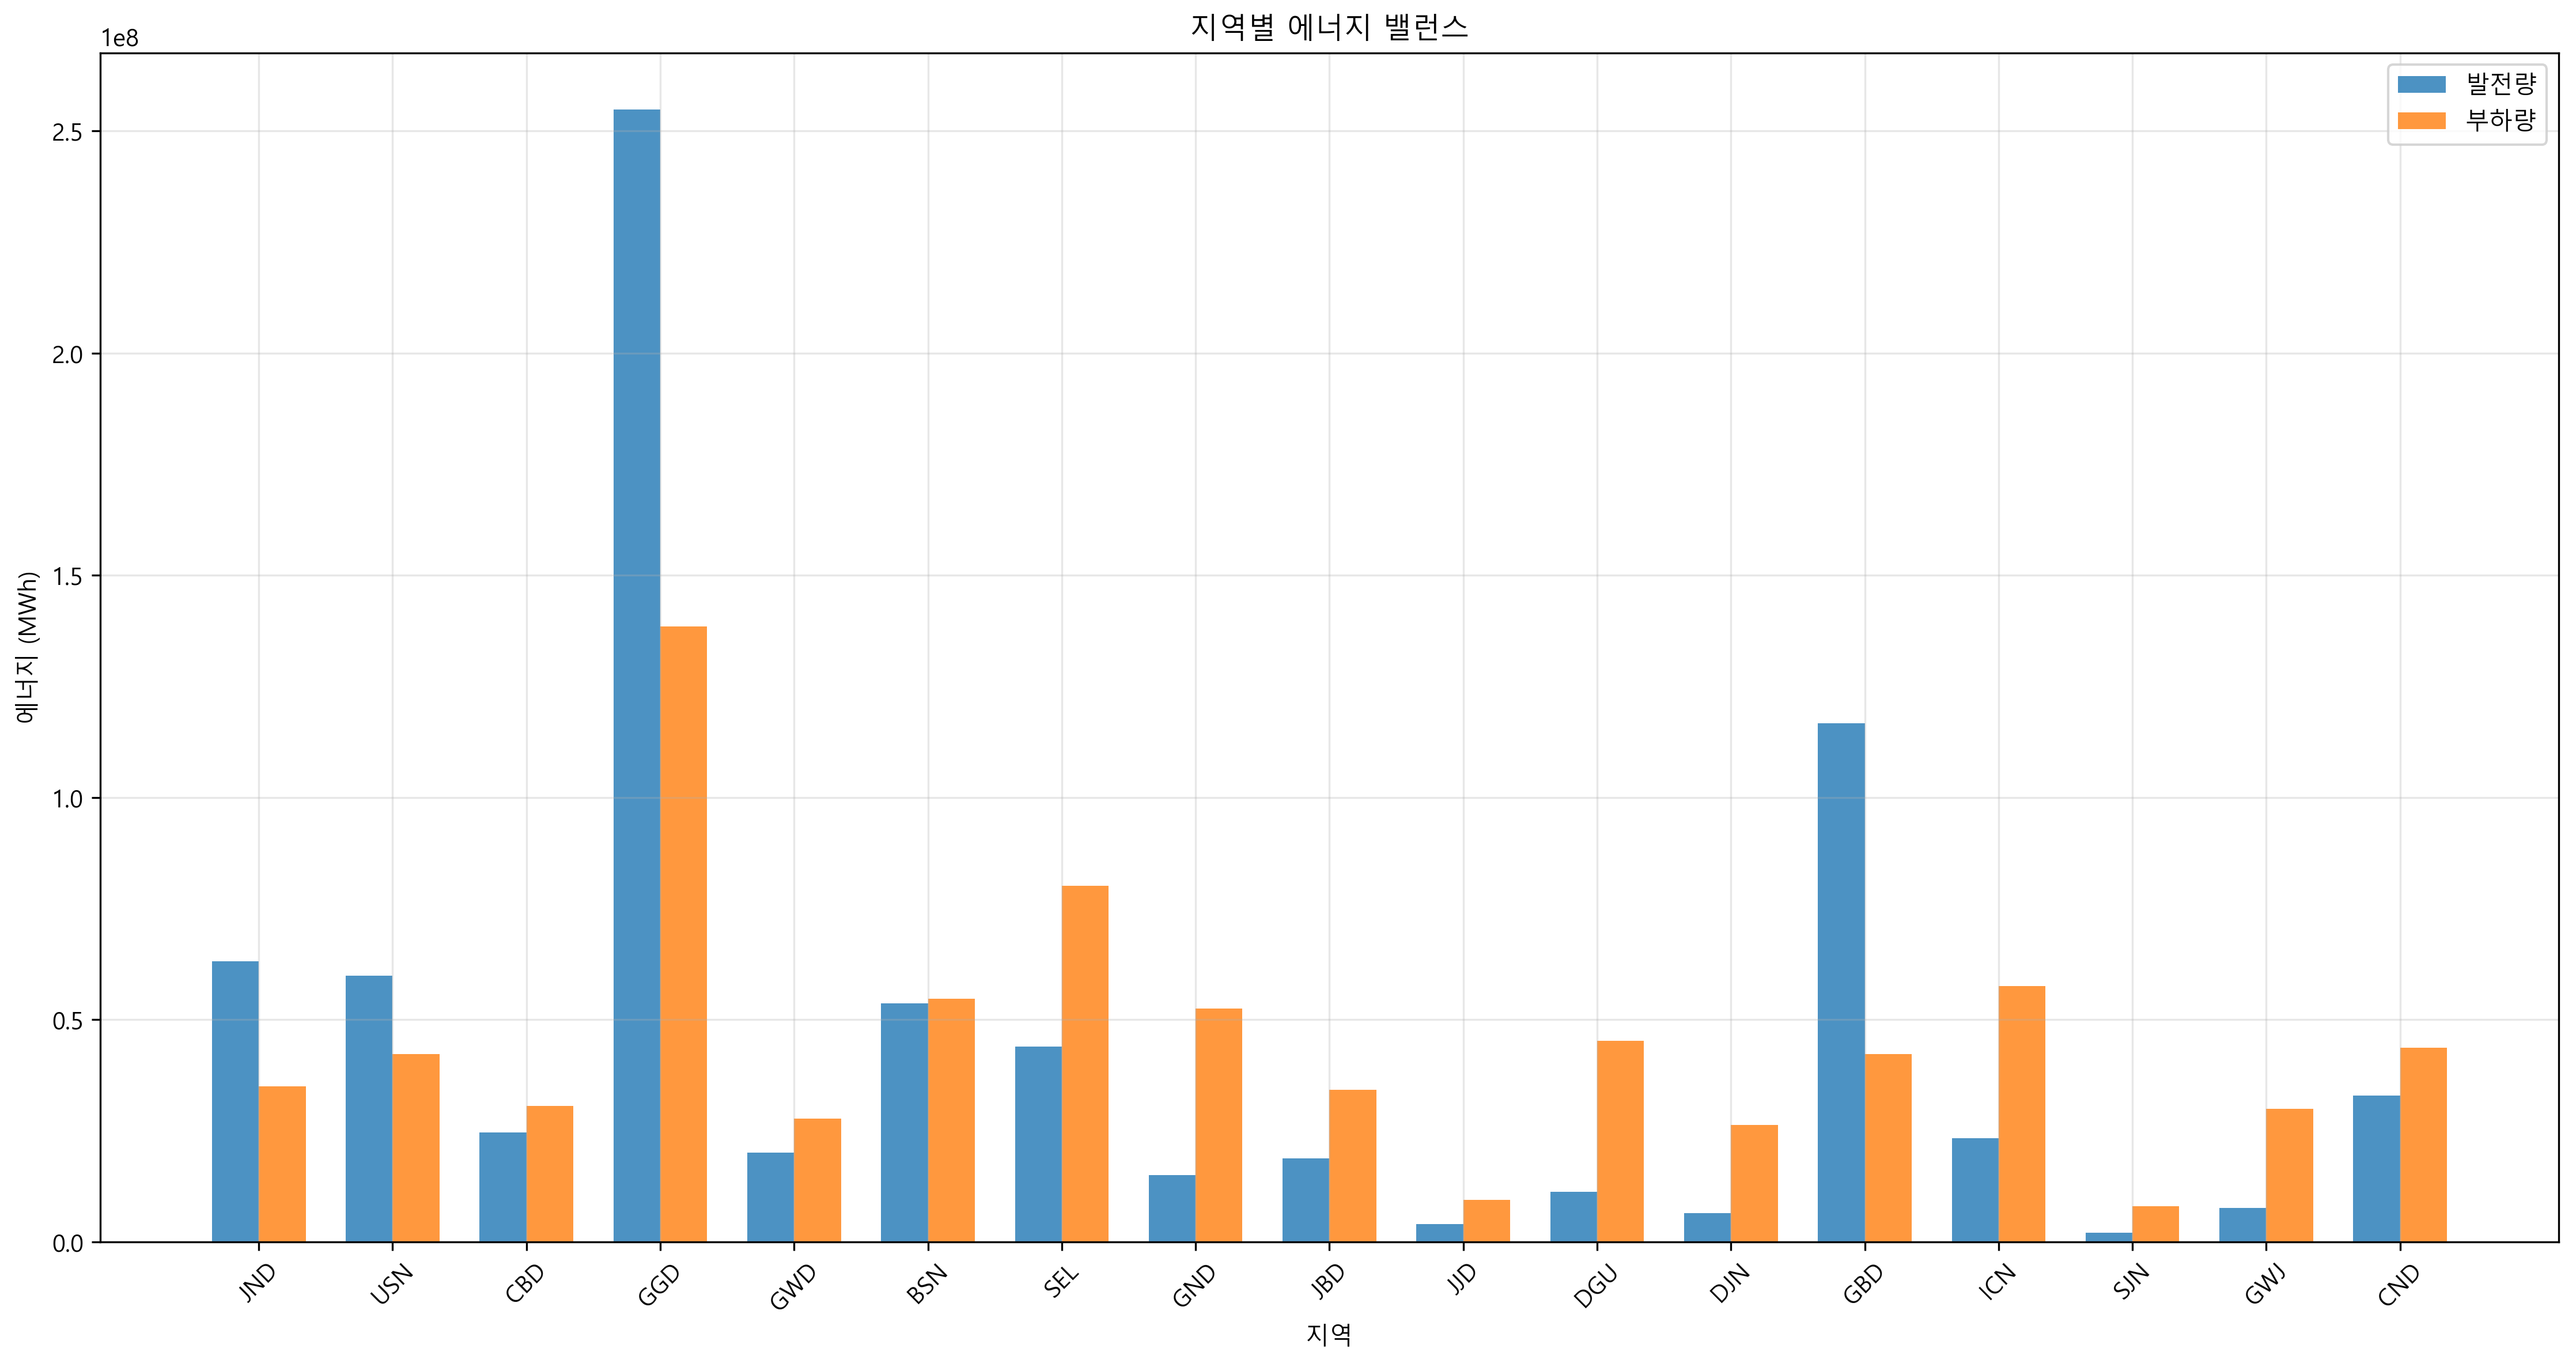 지역별 에너지 밸런스
1e8
발전량
부하량
2.5
2.0
1.5
1.0
0.5
0.0
에너지 (MWh)
JND USN CBD GGD GWD BSN SEL GND JBD JJD DGU DJN GBD ICN SJN GWJ CND
지역